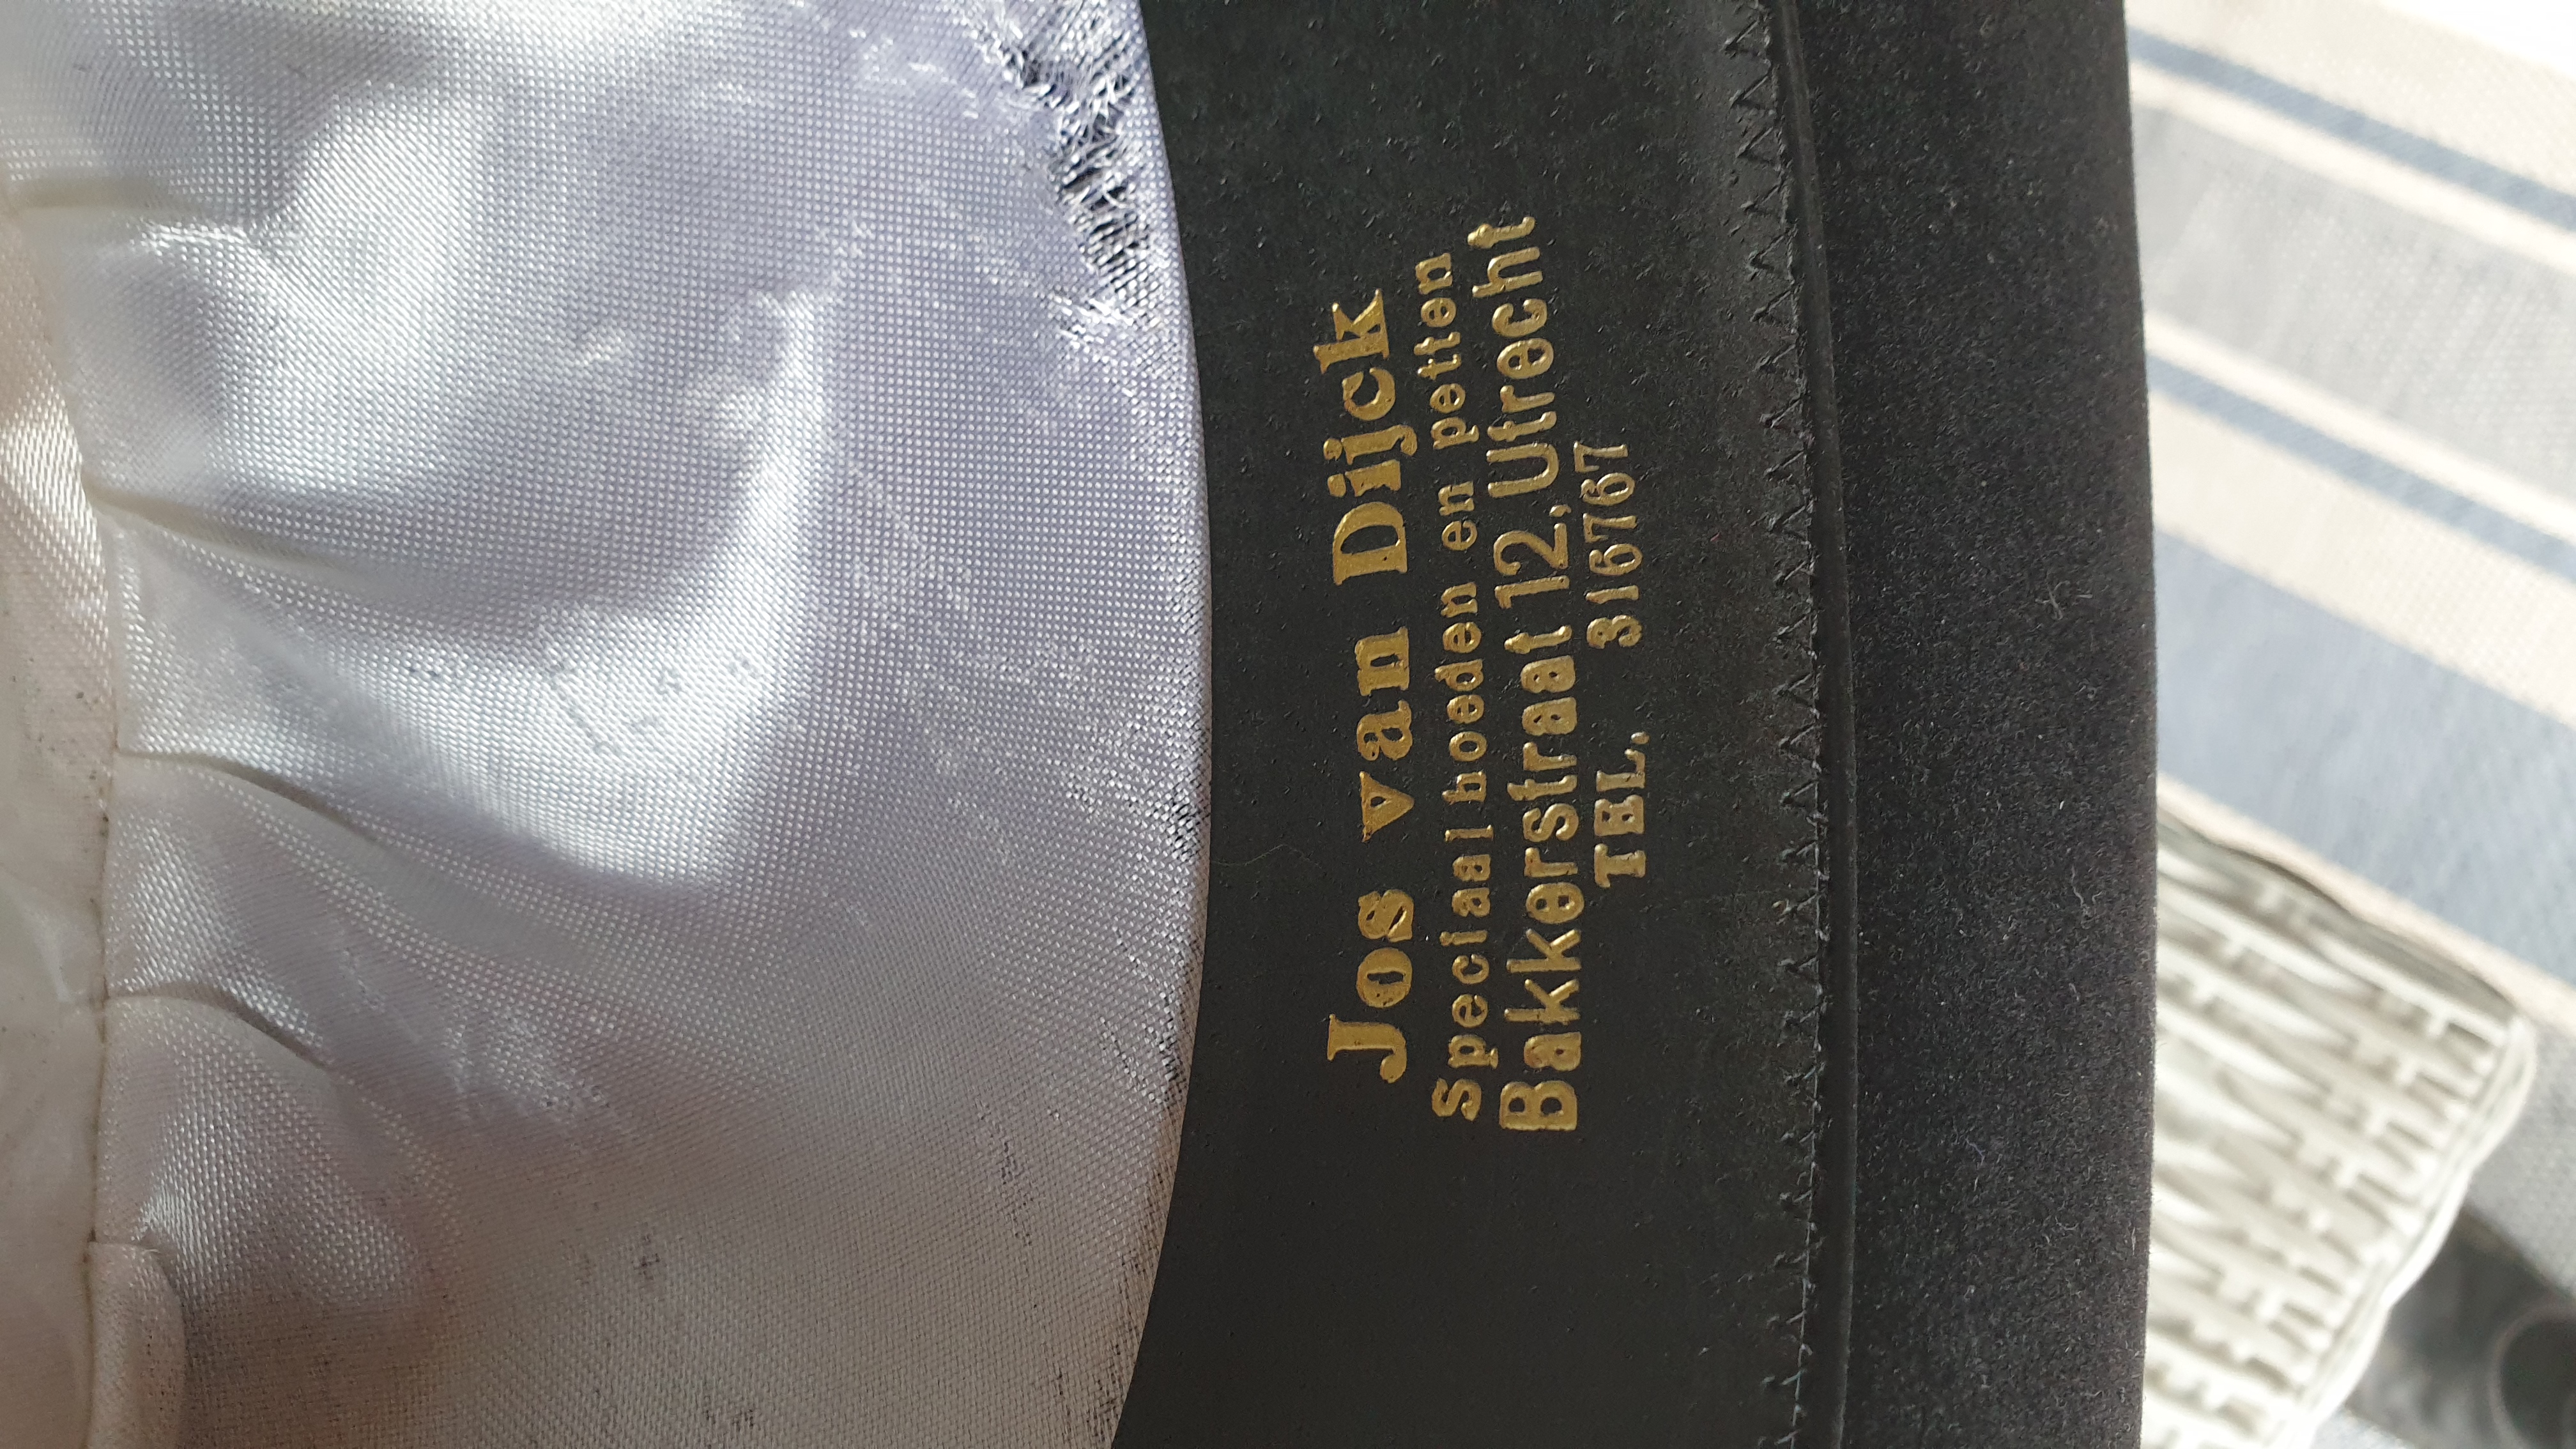 Jos van Dijck
Speciaal hoeden en petten
Bakkerstraat 12, Utrecht
TEL. 316767